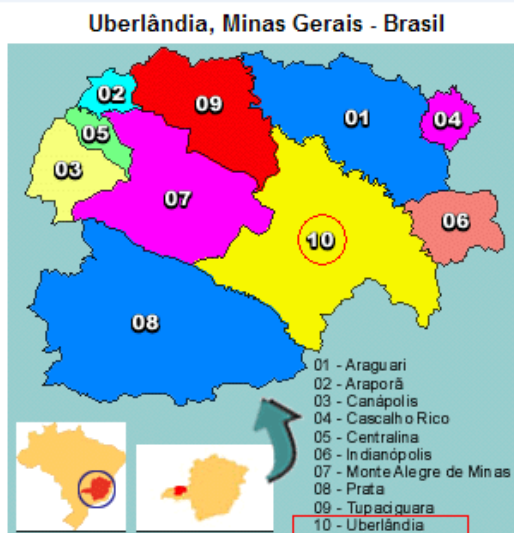 Uberlândia, Minas Gerais - Brasil
02
09
01
04
05
03
07
06
10
08
01 - Araguari
02 - Araporã
03 - Canápolis
04 - Cascalho Rico
05 - Centralina
06 - Indianópolis
07 - Monte Alegre de Minas
08 - Prata
09 - Tupaciguara
10 - Uberlândia